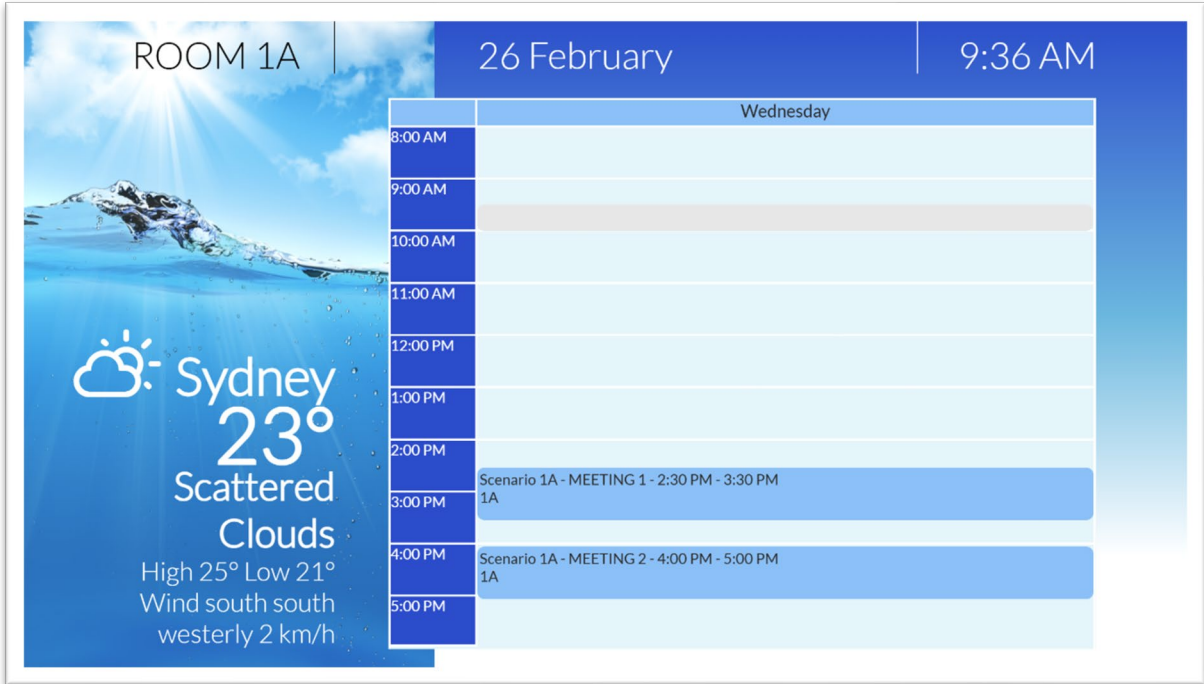 ROOM 1A
26 February
9:36 AM
Wednesday
8:00 AM
9:00 AM
10:00 AM
11:00 AM
12:00 PM
1:00 PM
2:00 PM
Scenario 1A - MEETING 1 - 2:30 PM - 3:30 PM
1A
3:00 PM
4:00 PM
Scenario 1A - MEETING 2 - 4:00 PM - 5:00 PM
1A
5:00 PM
Sydney
23°
Scattered
Clouds
High 25° Low 21°
Wind south south
westerly 2 km/h